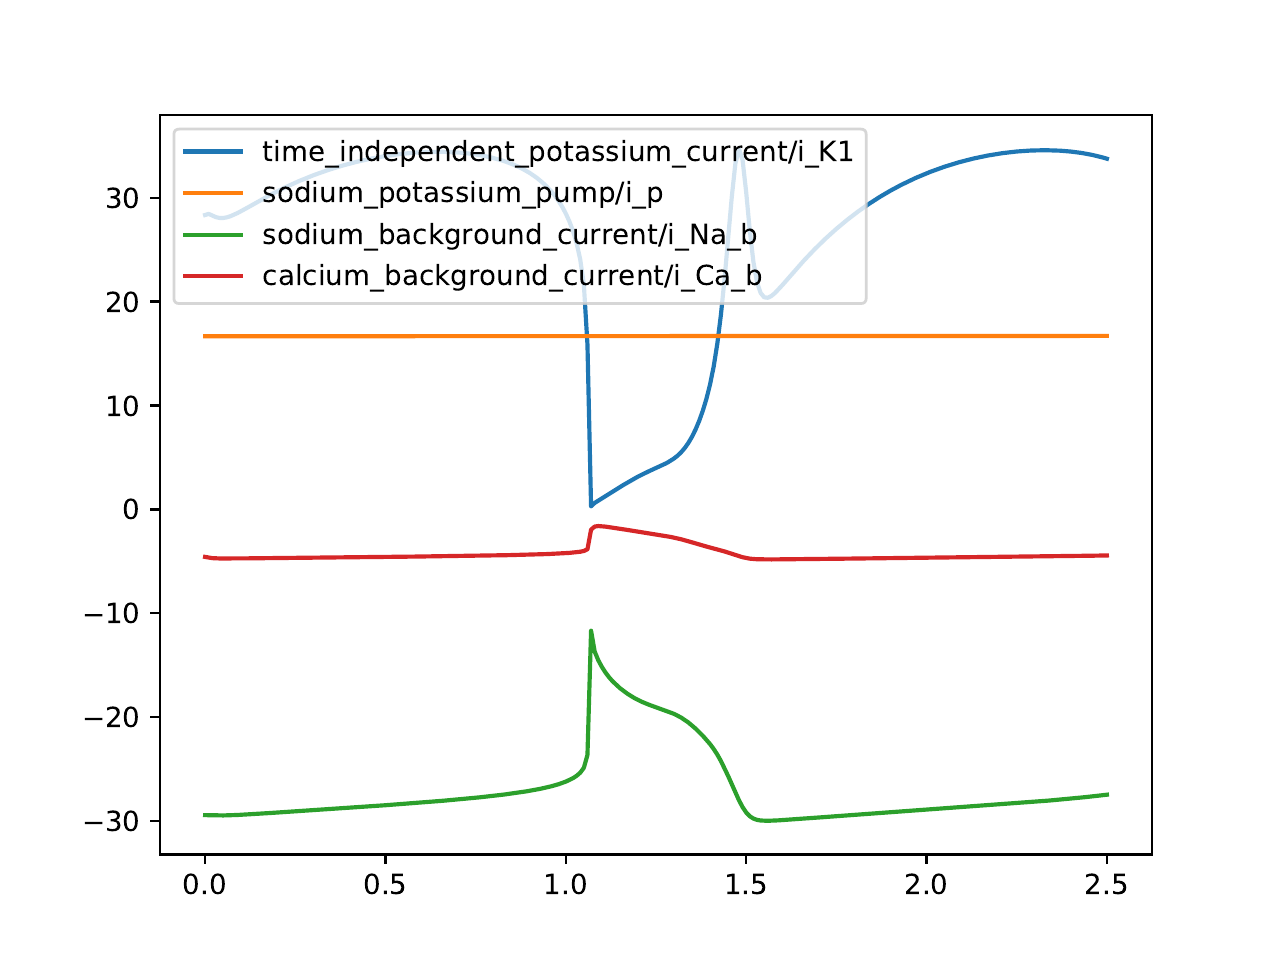 time_independent_potassium_current/i_K1
sodium_potassium_pump/i_p
sodium_background_current/i_Na_b
calcium_background_current/i_Ca_b
30
20
10
0
−10
−20
−30
0.0 0.5 1.0 1.5 2.0 2.5